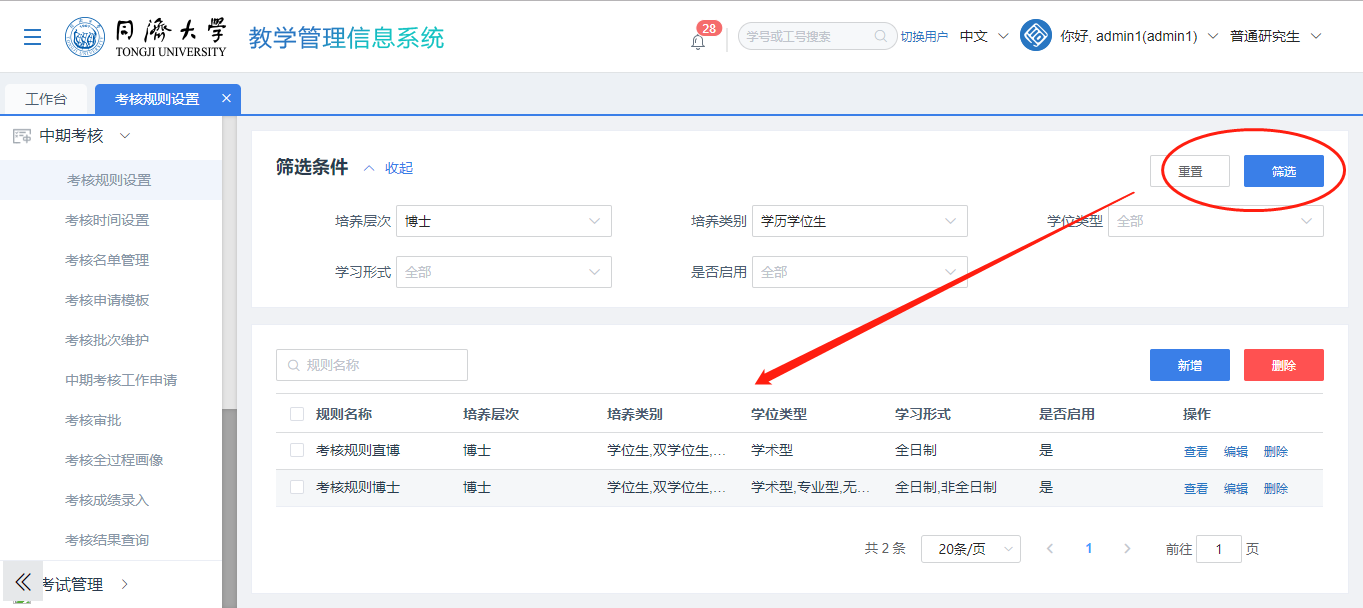 同濟大學
TONGJI UNIVERSITY
教学管理信息系统
28
学号或工号搜索
切换用户
中文
你好, admin1(admin1)
普通研究生
工作台
考核规则设置
中期考核
考核规则设置
考核时间设置
考核名单管理
考核申请模板
考核批次维护
中期考核工作申请
考核审批
考核全过程画像
考核成绩录入
考核结果查询
考试管理
筛选条件 收起
重置 筛选
培养层次 博士 培养类别 学历学位生 学位类型 全部
学习形式 全部 是否启用 全部
规则名称
新增 删除
规则名称 培养层次 培养类别 学位类型 学习形式 是否启用 操作
考核规则直博 博士 学位生,双学位生,... 学术型 全日制 是 查看 编辑 删除
考核规则博士 博士 学位生,双学位生,... 学术型,专业型,无... 全日制,非全日制 是 查看 编辑 删除
共 2 条 20条/页 1 前往 1 页